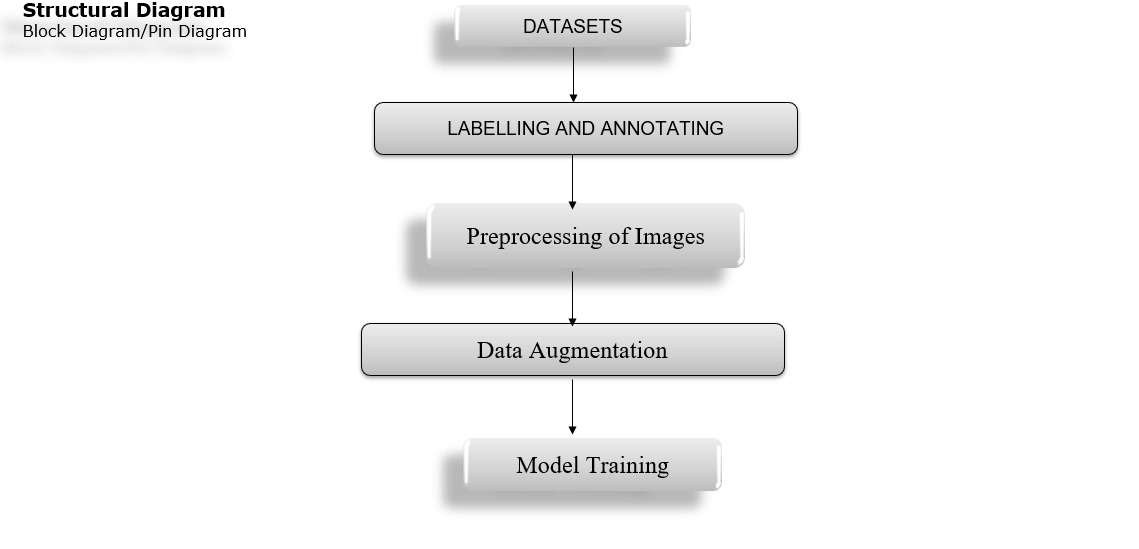 Structural Diagram
Block Diagram/Pin Diagram
DATASETS
LABELLING AND ANNOTATING
Preprocessing of Images
Data Augmentation
Model Training